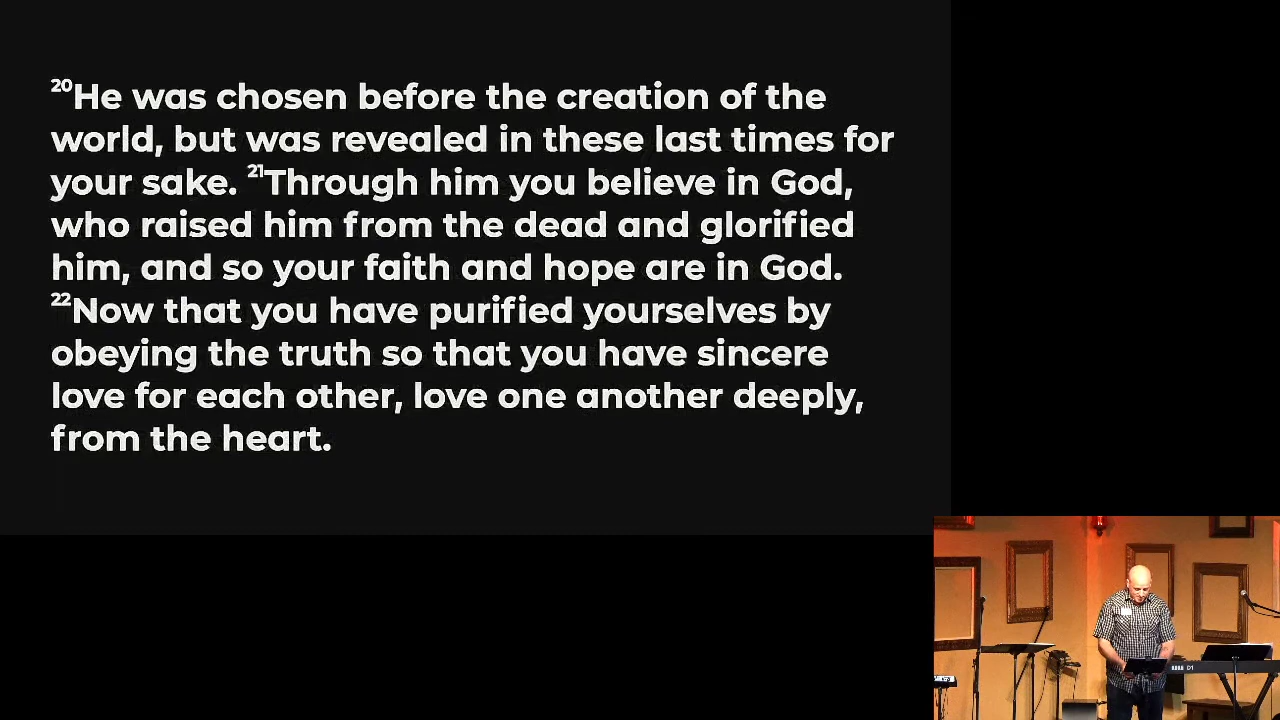 ²⁰He was chosen before the creation of the
world, but was revealed in these last times for
your sake. ²¹Through him you believe in God,
who raised him from the dead and glorified
him, and so your faith and hope are in God.
²²Now that you have purified yourselves by
obeying the truth so that you have sincere
love for each other, love one another deeply,
from the heart.